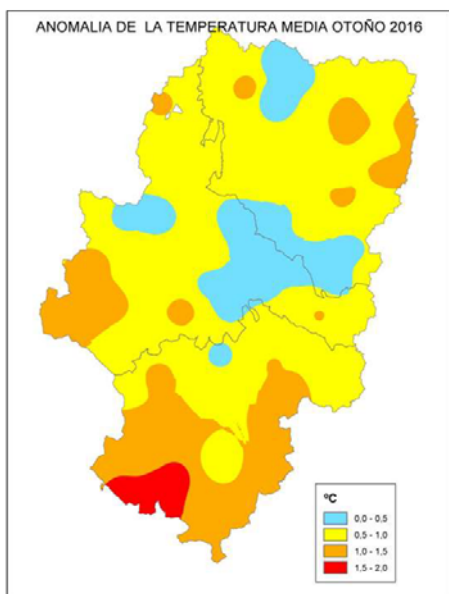 ANOMALIA DE LA TEMPERATURA MEDIA OTOÑO 2016
ºC
0,0 - 0,5
0,5 - 1,0
1,0 - 1,5
1,5 - 2,0